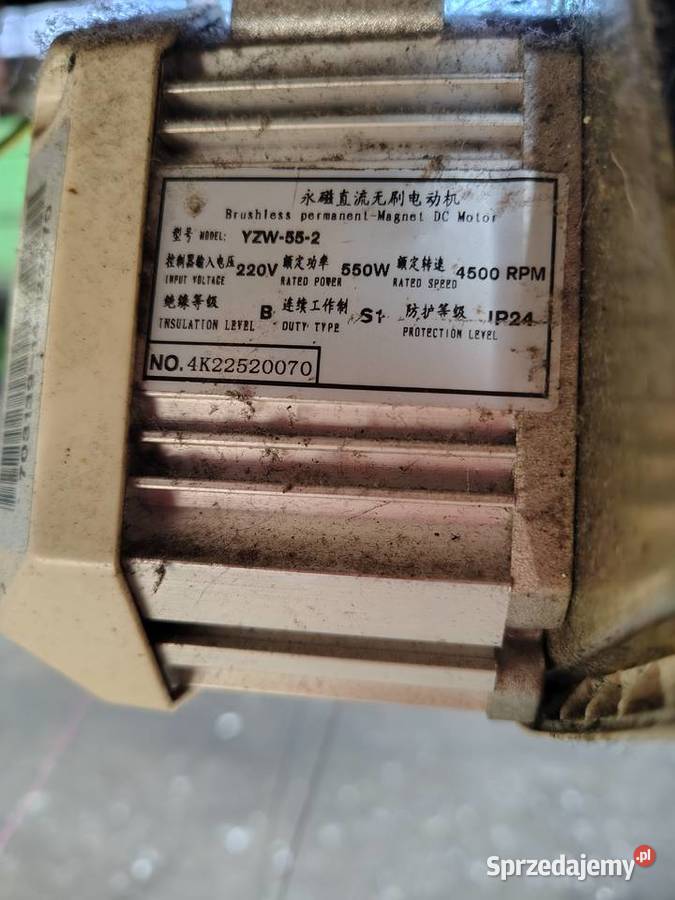 永磁直流无刷电动机
Brushless permanent-Magnet DC Motor
型号 MODEL: YZW-55-2
控制器输入电压 220V 额定功率 550W 额定转速 4500 RPM
INPUT VOLTAGE RATED POWER RATED SPEED
绝缘等级 B 连续工作制 S1 防护等级 IP24
INSULATION LEVEL DUTY TYPE PROTECTION LEVEL
NO. 4K22520070
Sprzedajemy.pl